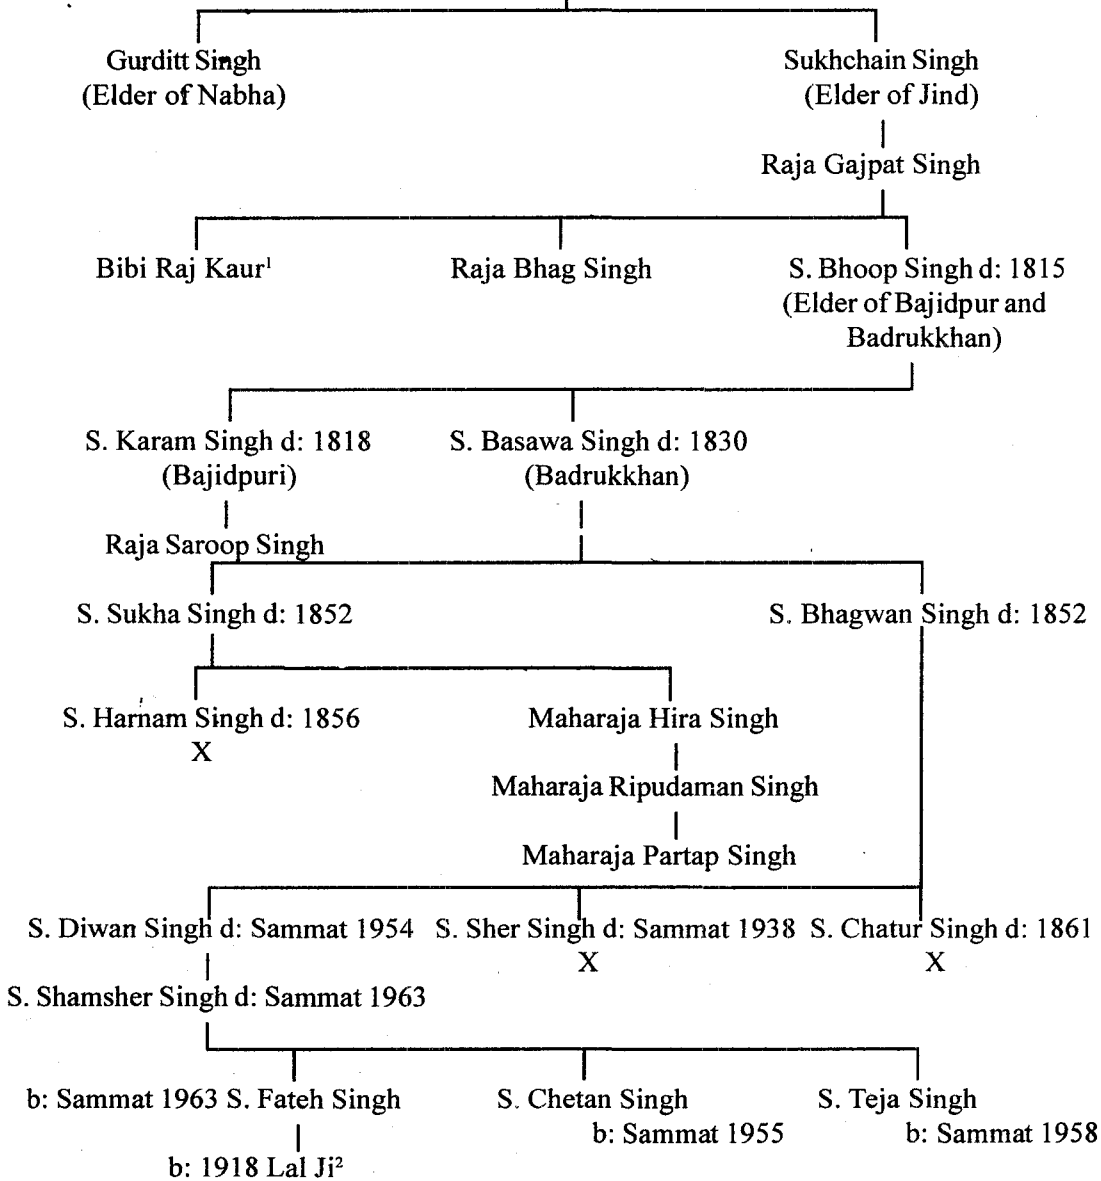 Gurditt Singh Sukhchain Singh
(Elder of Nabha) (Elder of Jind)
Raja Gajpat Singh
Bibi Raj Kaur¹ Raja Bhag Singh S. Bhoop Singh d: 1815
(Elder of Bajidpur and
Badrukkhan)
S. Karam Singh d: 1818 S. Basawa Singh d: 1830
(Bajidpuri) (Badrukkhan)
Raja Saroop Singh
S. Sukha Singh d: 1852 S. Bhagwan Singh d: 1852
S. Harnam Singh d: 1856 Maharaja Hira Singh
X
Maharaja Ripudaman Singh
Maharaja Partap Singh
S. Diwan Singh d: Sammat 1954 S. Sher Singh d: Sammat 1938 S. Chatur Singh d: 1861
X X
S. Shamsher Singh d: Sammat 1963
b: Sammat 1963 S. Fateh Singh S. Chetan Singh S. Teja Singh
b: Sammat 1955 b: Sammat 1958
b: 1918 Lal Ji²